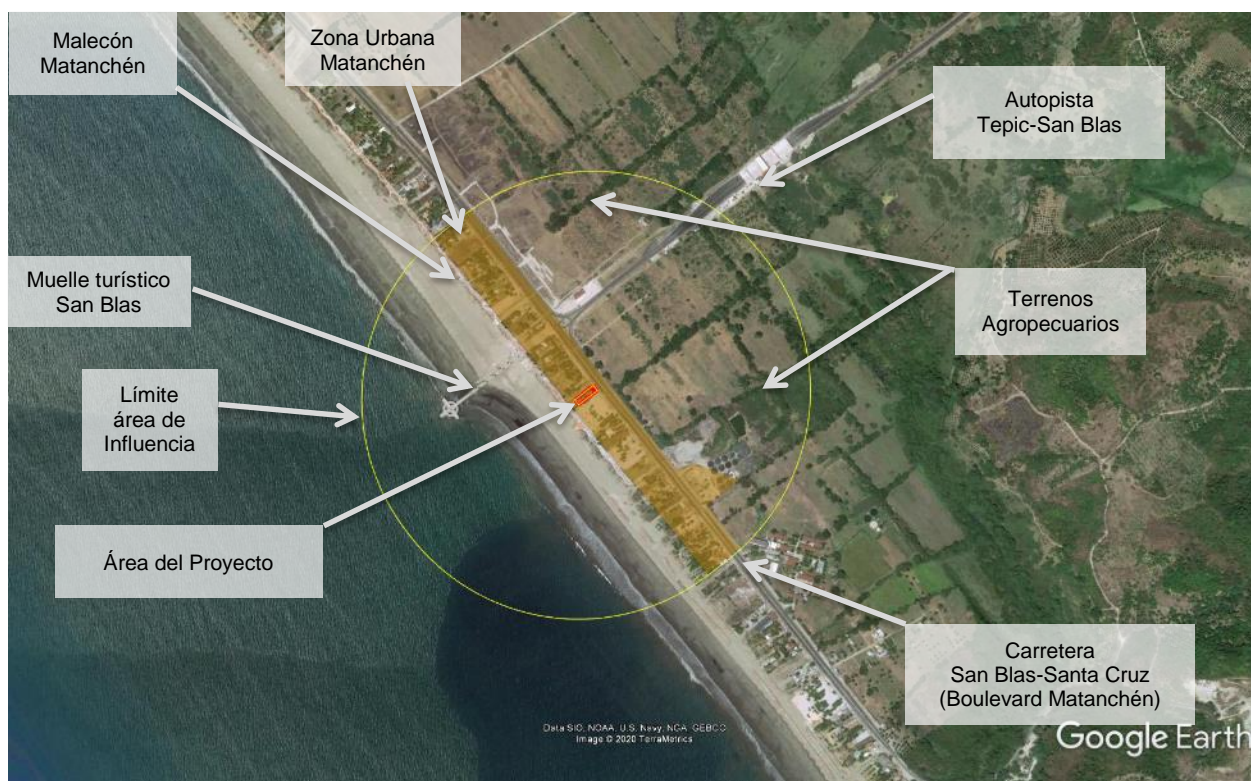 Malecón
Matanchén
Zona Urbana
Matanchén
Autopista
Tepic-San Blas
Muelle turístico
San Blas
Terrenos
Agropecuarios
Límite
área de
Influencia
Área del Proyecto
Carretera
San Blas-Santa Cruz
(Boulevard Matanchén)
Data SIO, NOAA, U.S. Navy, NGA, GEBCO
Image © 2020 TerraMetrics
Google Earth